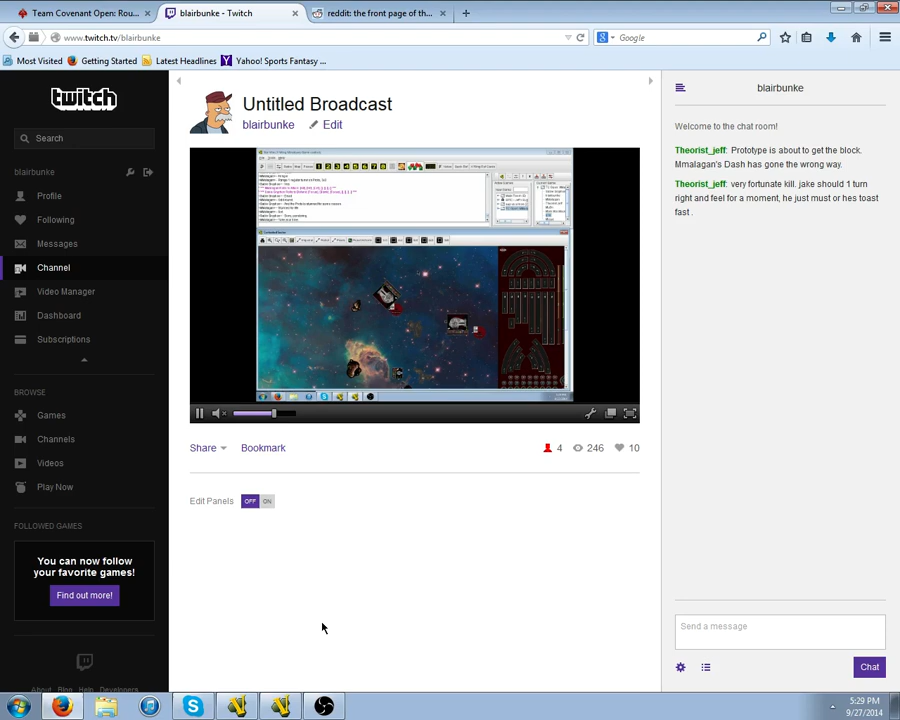 Team Covenant Open: Rou...
blairbunke - Twitch
reddit: the front page of th...
www.twitch.tv/blairbunke
Google
Most Visited
Getting Started
Latest Headlines
Yahoo! Sports Fantasy ...
twitch
Search
blairbunke
Profile
Following
Messages
Channel
Video Manager
Dashboard
Subscriptions
BROWSE
Games
Channels
Videos
Play Now
FOLLOWED GAMES
You can now follow
your favorite games!
Find out more!
About Blog Help Developers
Untitled Broadcast
blairbunke
Edit
Share
Bookmark
4
246
10
Edit Panels
OFF ON
blairbunke
Welcome to the chat room!
Theorist_jeff: Prototype is about to get the block.
Mmalagan's Dash has gone the wrong way.
Theorist_jeff: very fortunate kill. jake should 1 turn
right and feel for a moment, he just must or hes toast
fast .
Send a message
Chat
5:29 PM
9/27/2014